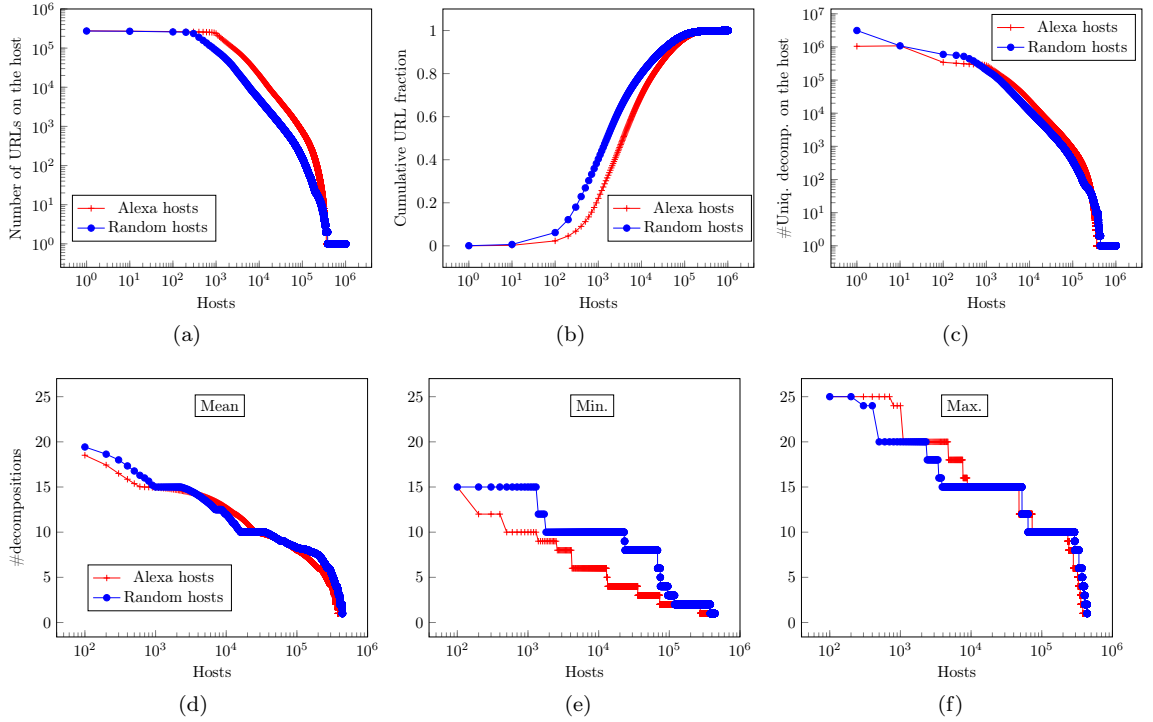 10^6
10^5
10^4
10^3
10^2
10^1
10^0
Number of URLs on the host
Alexa hosts
Random hosts
10^0 10^1 10^2 10^3 10^4 10^5 10^6
Hosts
(a)
1
0.8
0.6
0.4
0.2
0
Cumulative URL fraction
Alexa hosts
Random hosts
10^0 10^1 10^2 10^3 10^4 10^5 10^6
Hosts
(b)
10^7
10^6
10^5
10^4
10^3
10^2
10^1
10^0
#Uniq. decomp. on the host
Alexa hosts
Random hosts
10^0 10^1 10^2 10^3 10^4 10^5 10^6
Hosts
(c)
Mean
25
20
15
10
5
0
#decompositions
Alexa hosts
Random hosts
10^2 10^3 10^4 10^5 10^6
Hosts
(d)
Min.
25
20
15
10
5
0
10^2 10^3 10^4 10^5 10^6
Hosts
(e)
Max.
25
20
15
10
5
0
10^2 10^3 10^4 10^5 10^6
Hosts
(f)